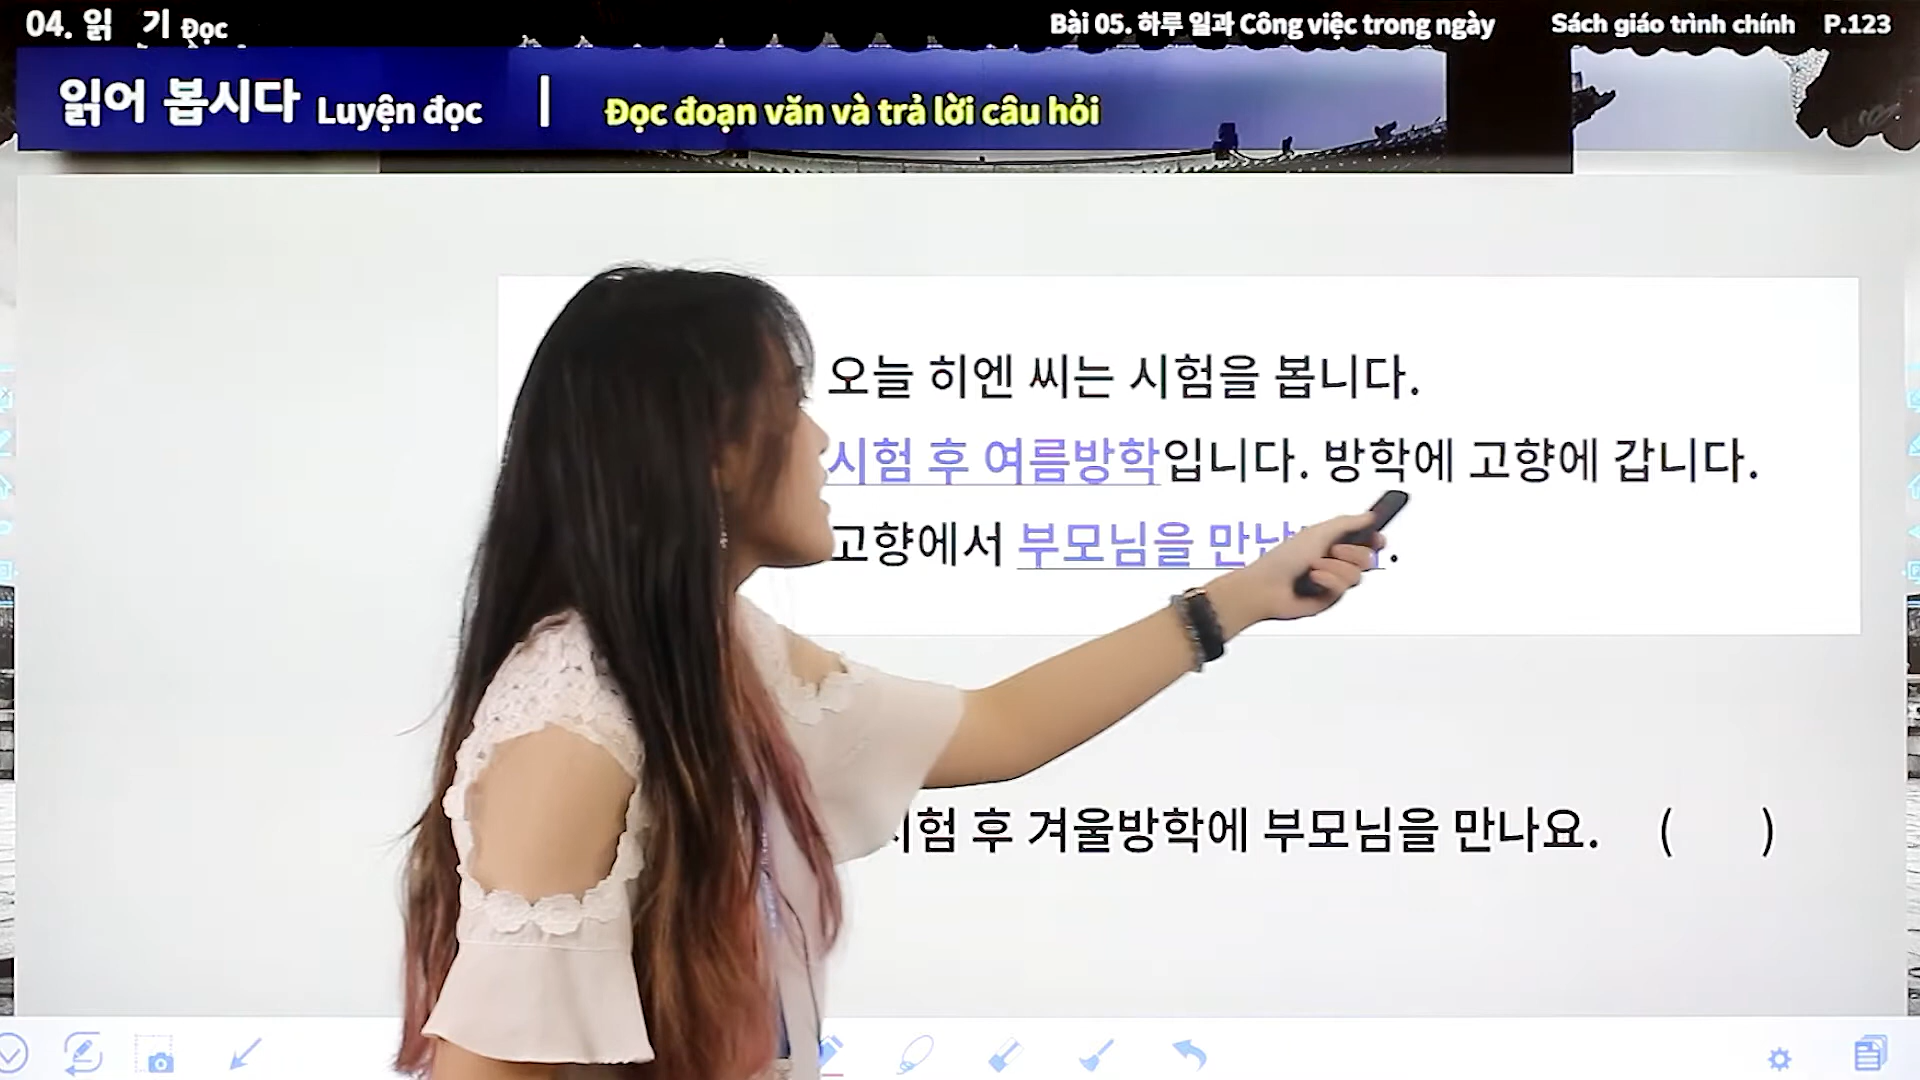 04. 읽 기 Đọc
Bài 05. 하루 일과 Công việc trong ngày Sách giáo trình chính P.123
읽어 봅시다 Luyện đọc | Đọc đoạn văn và trả lời câu hỏi
오늘 히엔 씨는 시험을 봅니다.
시험 후 여름방학입니다. 방학에 고향에 갑니다.
고향에서 부모님을
험 후 겨울방학에 부모님을 만나요. ( )